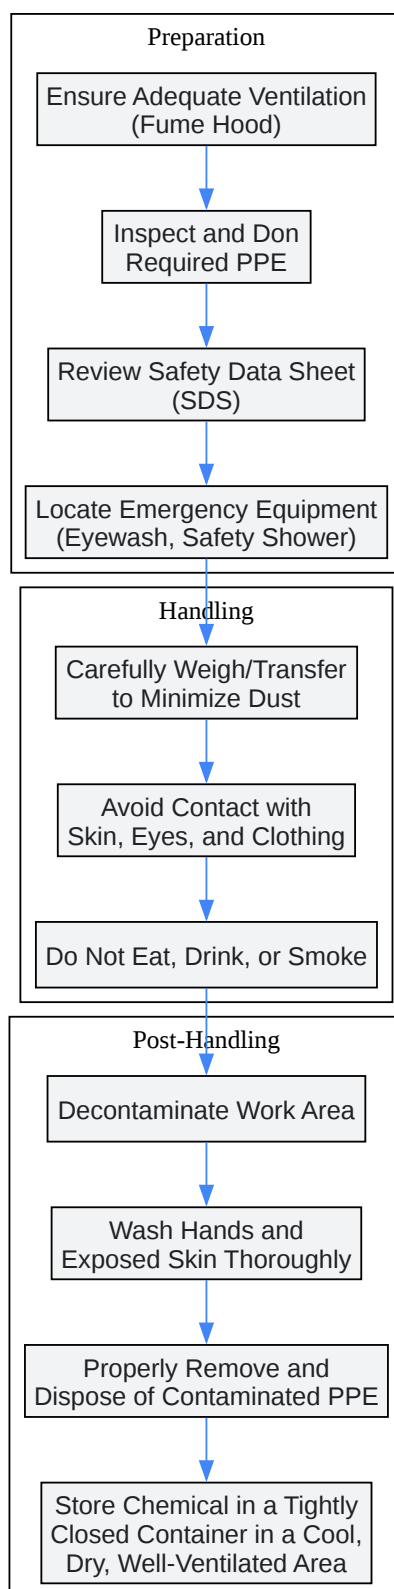 Preparation
Ensure Adequate Ventilation
(Fume Hood)
Inspect and Don
Required PPE
Review Safety Data Sheet
(SDS)
Locate Emergency Equipment
(Eyewash, Safety Shower)
Handling
Carefully Weigh/Transfer
to Minimize Dust
Avoid Contact with
Skin, Eyes, and Clothing
Do Not Eat, Drink, or Smoke
Post-Handling
Decontaminate Work Area
Wash Hands and
Exposed Skin Thoroughly
Properly Remove and
Dispose of Contaminated PPE
Store Chemical in a Tightly
Closed Container in a Cool,
Dry, Well-Ventilated Area